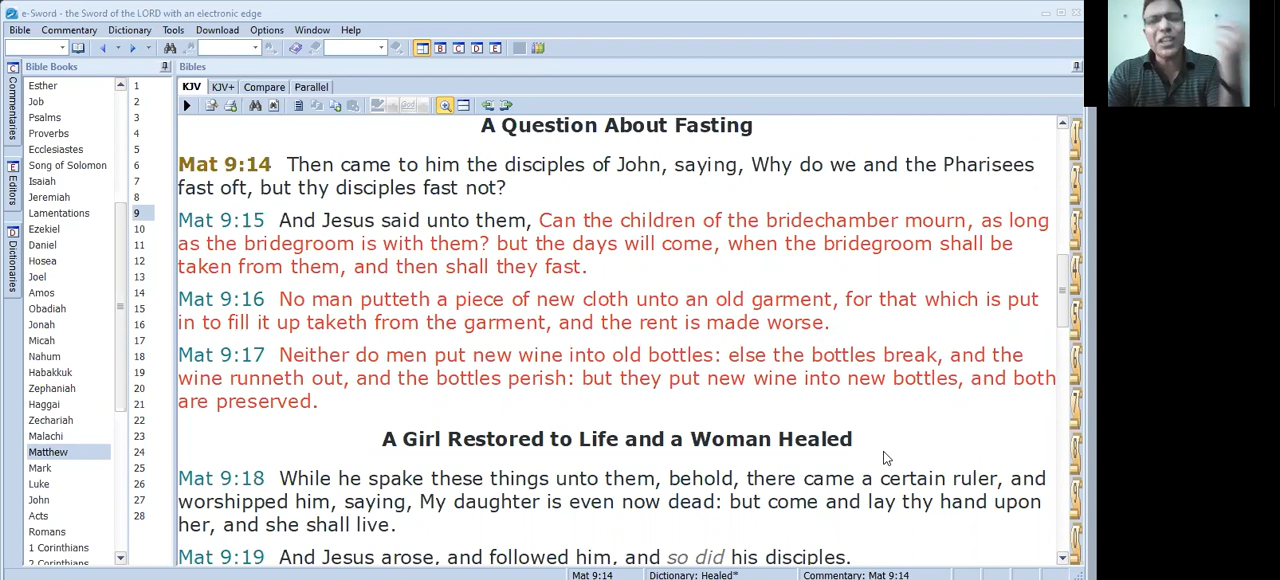 e-Sword - the Sword of the LORD with an electronic edge
Bible Commentary Dictionary Tools Download Options Window Help
B C D E
Bible Books
Bibles
Commentaries
Editors
Dictionaries
Esther
Job
Psalms
Proverbs
Ecclesiastes
Song of Solomon
Isaiah
Jeremiah
Lamentations
Ezekiel
Daniel
Hosea
Joel
Amos
Obadiah
Jonah
Micah
Nahum
Habakkuk
Zephaniah
Haggai
Zechariah
Malachi
Matthew
Mark
Luke
John
Acts
Romans
1 Corinthians
2 Corinthians
1
2
3
4
5
6
7
8
9
10
11
12
13
14
15
16
17
18
19
20
21
22
23
24
25
26
27
28
KJV KJV+ Compare Parallel
A Question About Fasting
Mat 9:14 Then came to him the disciples of John, saying, Why do we and the Pharisees
fast oft, but thy disciples fast not?
Mat 9:15 And Jesus said unto them, Can the children of the bridechamber mourn, as long
as the bridegroom is with them? but the days will come, when the bridegroom shall be
taken from them, and then shall they fast.
Mat 9:16 No man putteth a piece of new cloth unto an old garment, for that which is put
in to fill it up taketh from the garment, and the rent is made worse.
Mat 9:17 Neither do men put new wine into old bottles: else the bottles break, and the
wine runneth out, and the bottles perish: but they put new wine into new bottles, and both
are preserved.
A Girl Restored to Life and a Woman Healed
Mat 9:18 While he spake these things unto them, behold, there came a certain ruler, and
worshipped him, saying, My daughter is even now dead: but come and lay thy hand upon
her, and she shall live.
Mat 9:19 And Jesus arose, and followed him, and so did his disciples.
1
2
3
4
5
6
7
8
9
0
Mat 9:14 Dictionary: Healed* Commentary: Mat 9:14